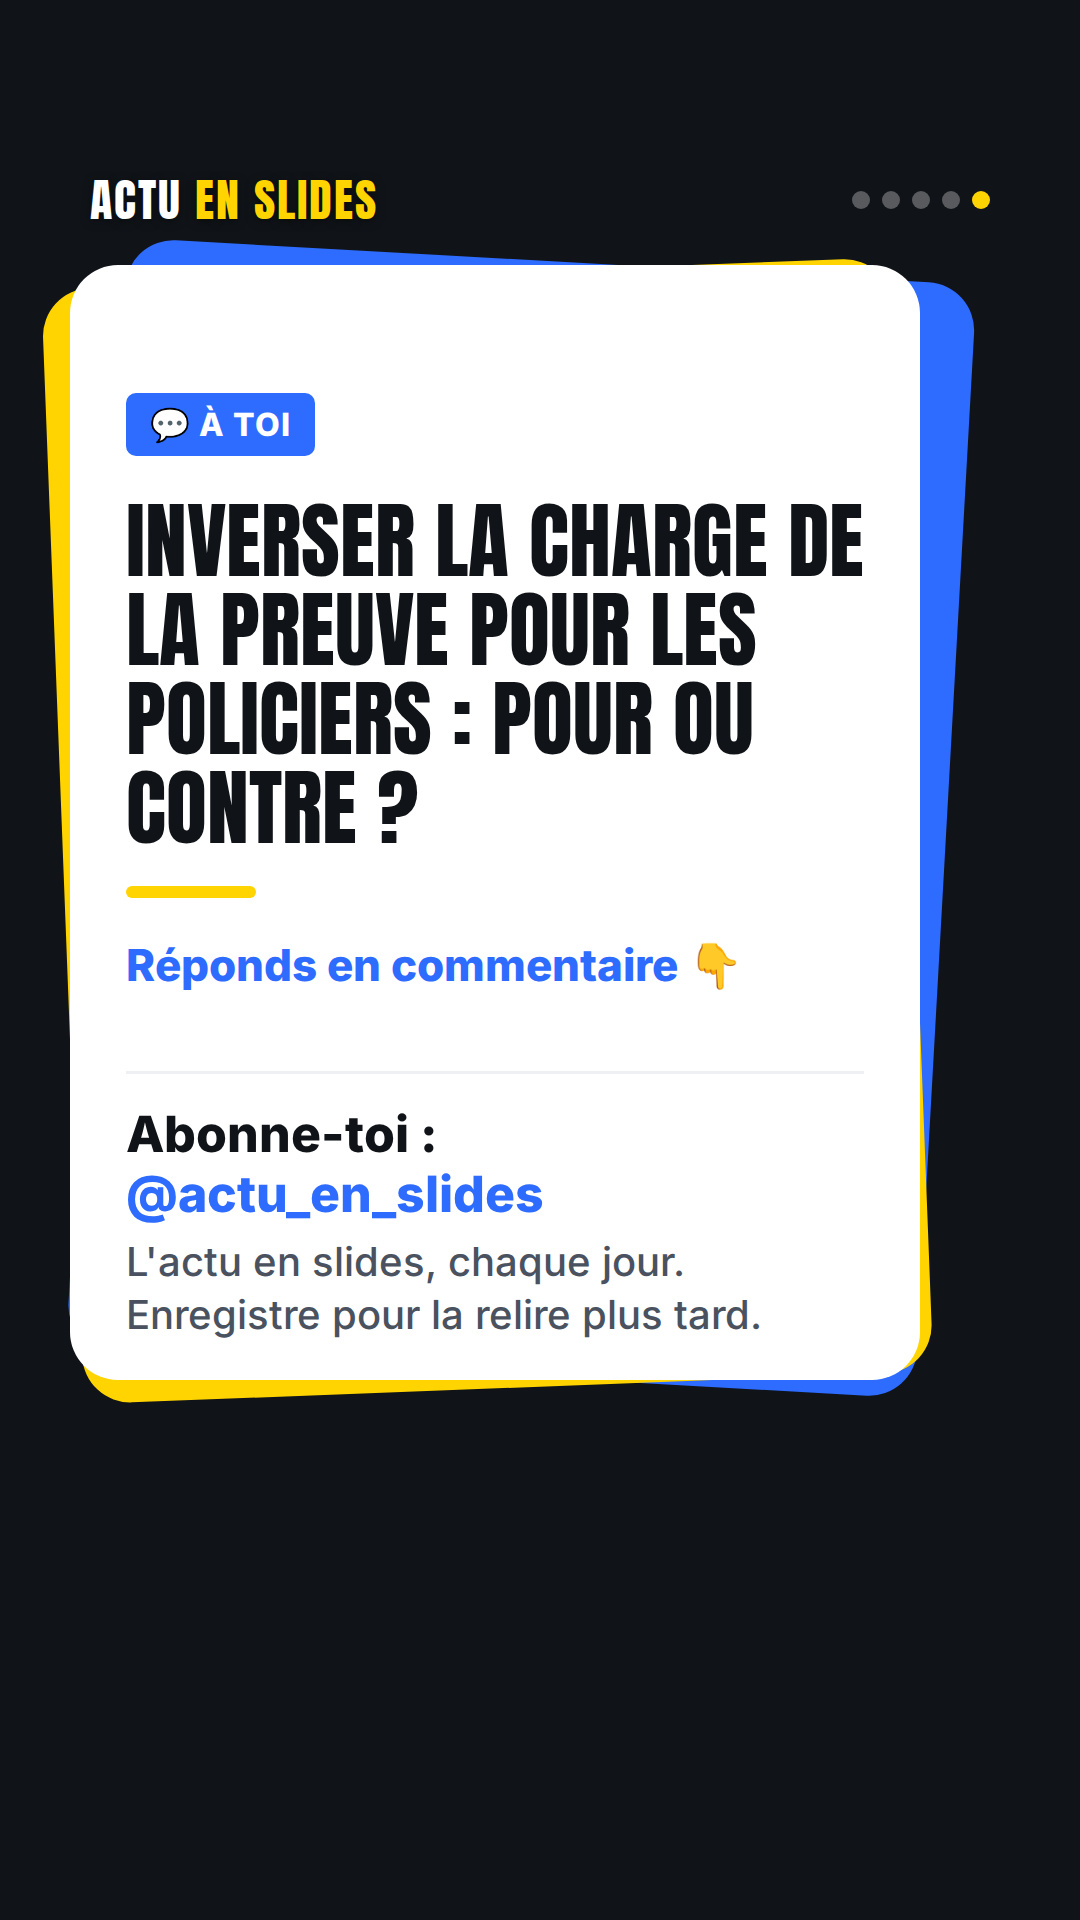 ACTU EN SLIDES
💬 À TOI
INVERSER LA CHARGE DE
LA PREUVE POUR LES
POLICIERS : POUR OU
CONTRE ?
Réponds en commentaire 👇
Abonne-toi :
@actu_en_slides
L'actu en slides, chaque jour.
Enregistre pour la relire plus tard.